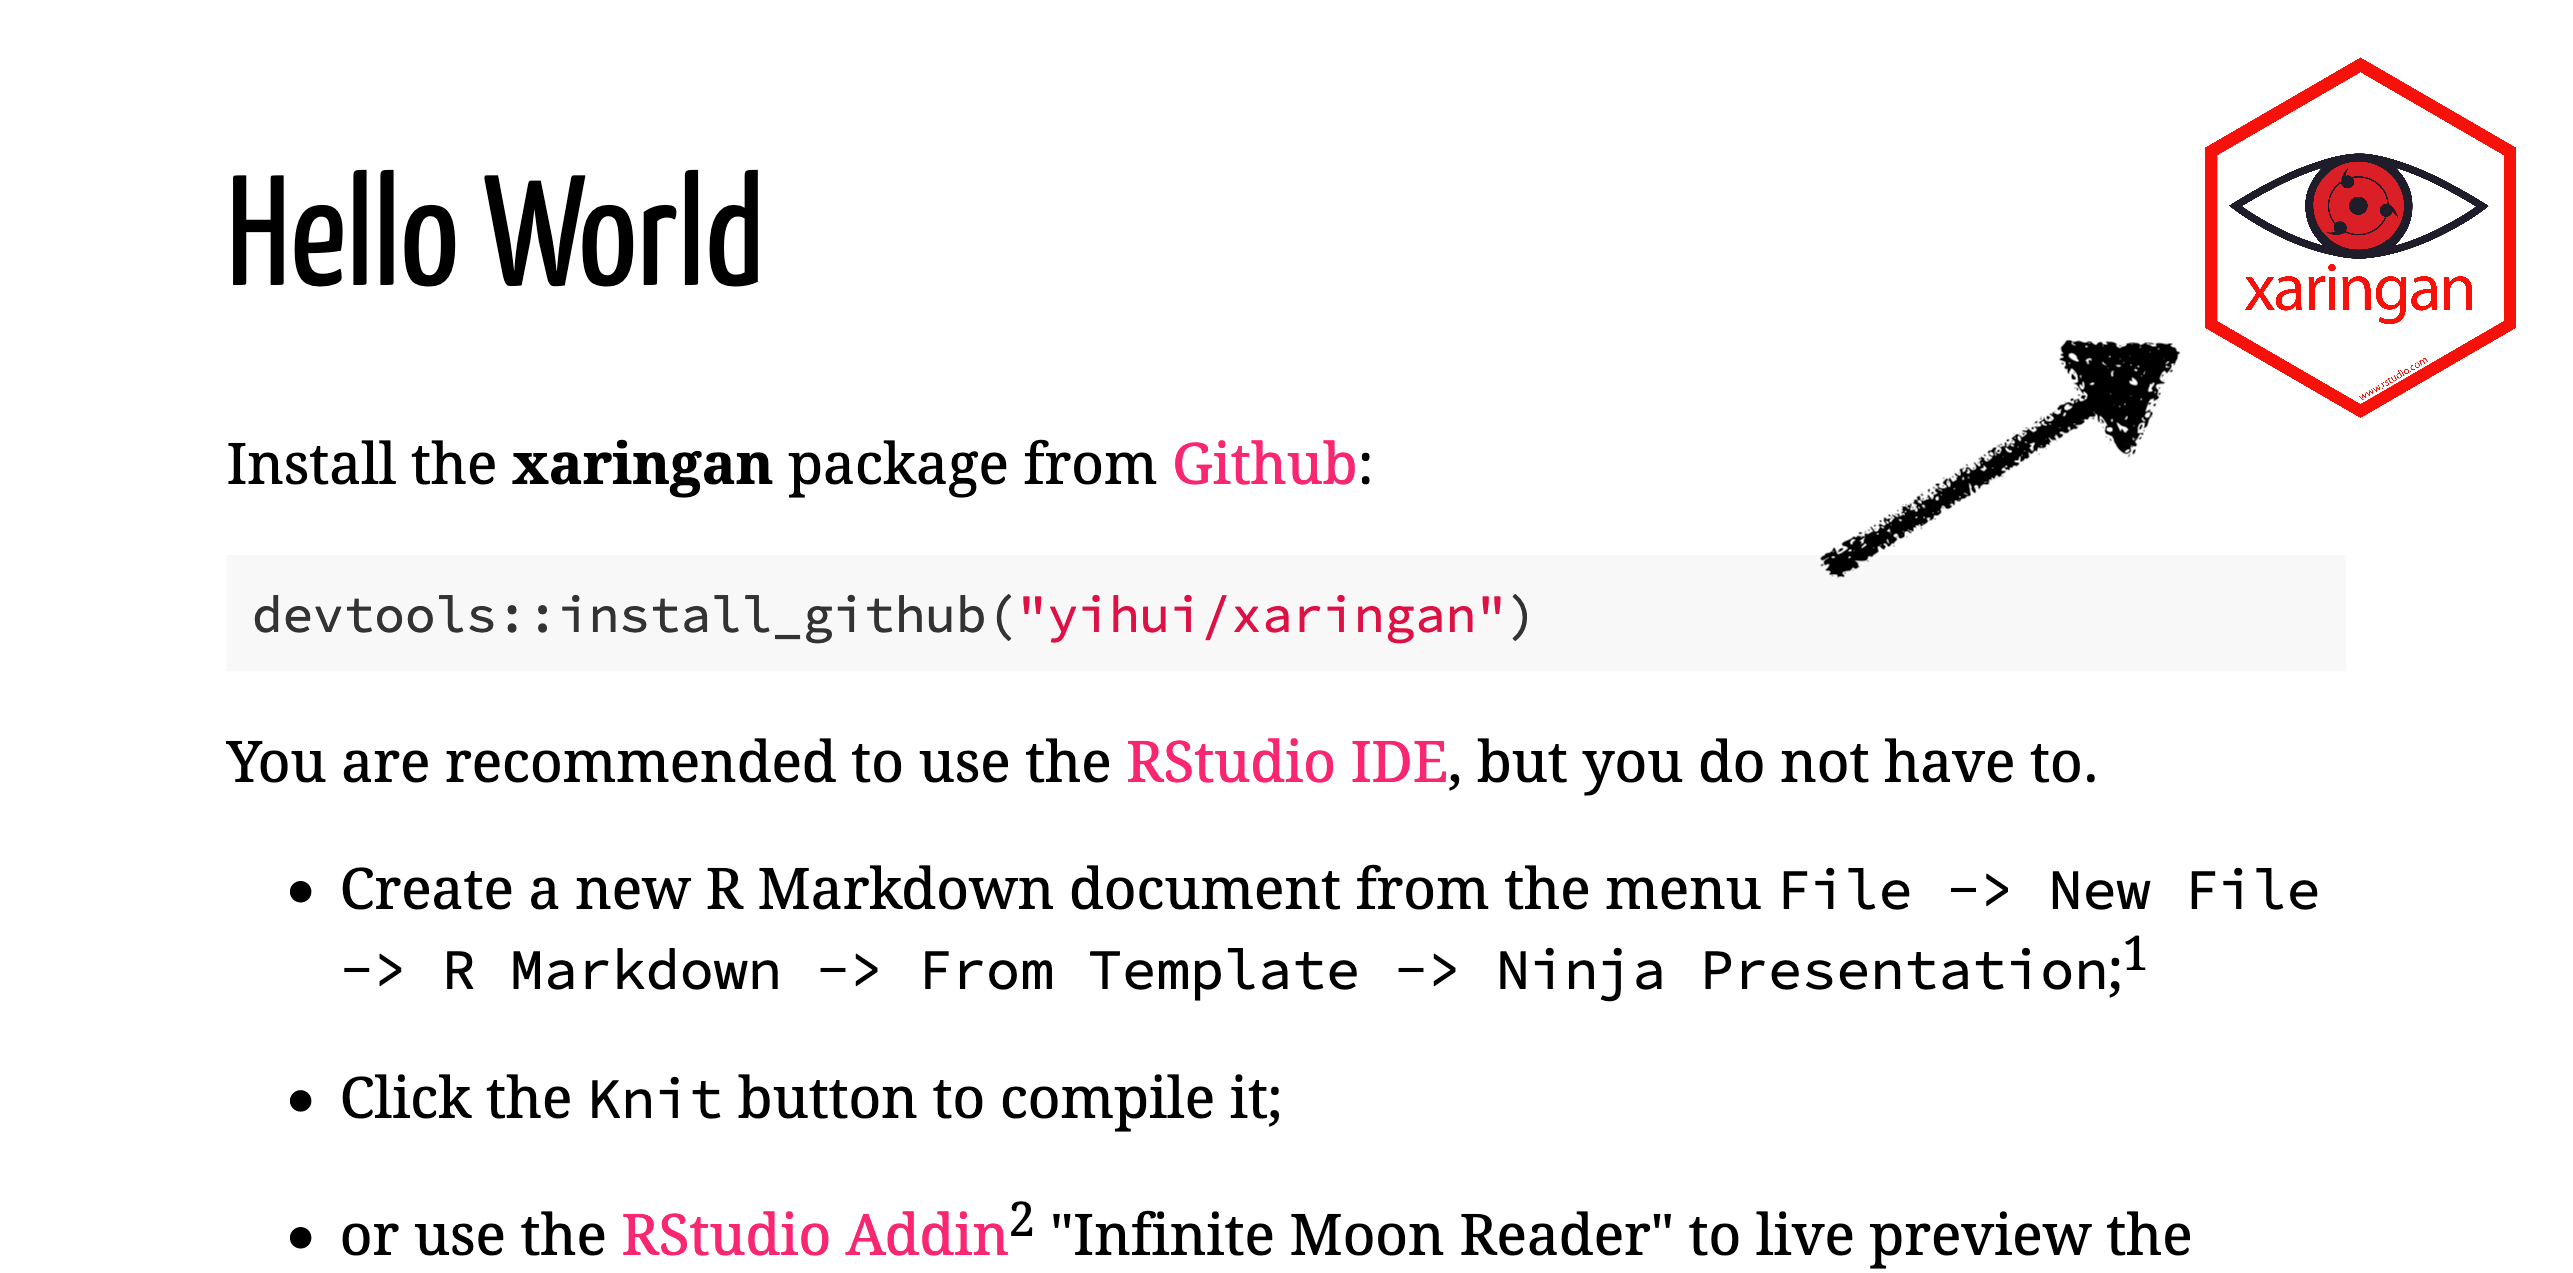 Hello World
xaringan
www.rstudio.com
Install the xaringan package from Github:
devtools::install_github("yihui/xaringan")
You are recommended to use the RStudio IDE, but you do not have to.
• Create a new R Markdown document from the menu File -> New File
-> R Markdown -> From Template -> Ninja Presentation;1
• Click the Knit button to compile it;
• or use the RStudio Addin2 "Infinite Moon Reader" to live preview the